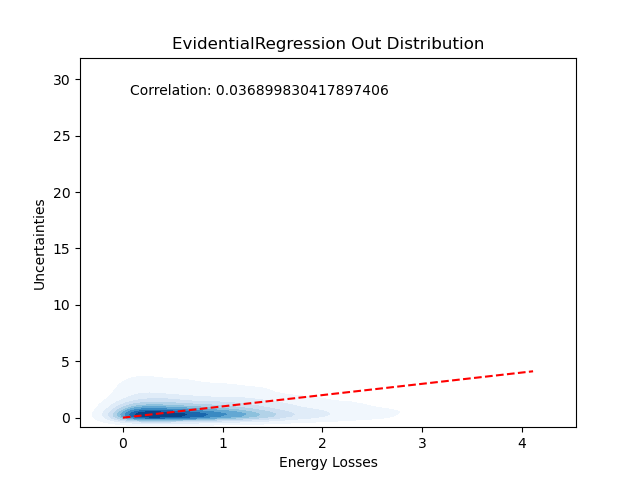 EvidentialRegression Out Distribution
Correlation: 0.036899830417897406
Uncertainties
30
25
20
15
10
5
0
0 1 2 3 4
Energy Losses